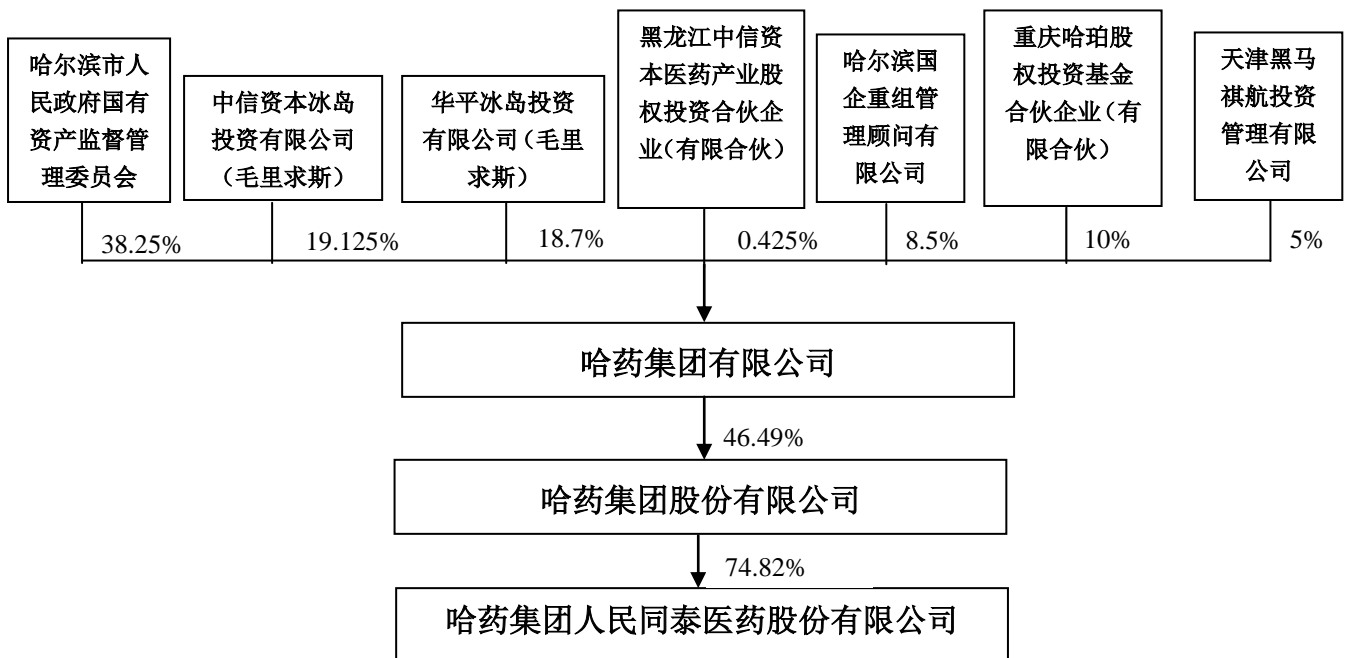 哈尔滨市人
民政府国有
资产监督管
理委员会
中信资本冰岛
投资有限公司
（毛里求斯）
华平冰岛投资
有限公司（毛里
求斯）
黑龙江中信资
本医药产业股
权投资合伙企
业（有限合伙）
哈尔滨国
企重组管
理顾问有
限公司
重庆哈珀股
权投资基金
合伙企业（有
限合伙）
天津黑马
祺航投资
管理有限
公司
38.25%
19.125%
18.7%
0.425%
8.5%
10%
5%
哈药集团有限公司
46.49%
哈药集团股份有限公司
74.82%
哈药集团人民同泰医药股份有限公司